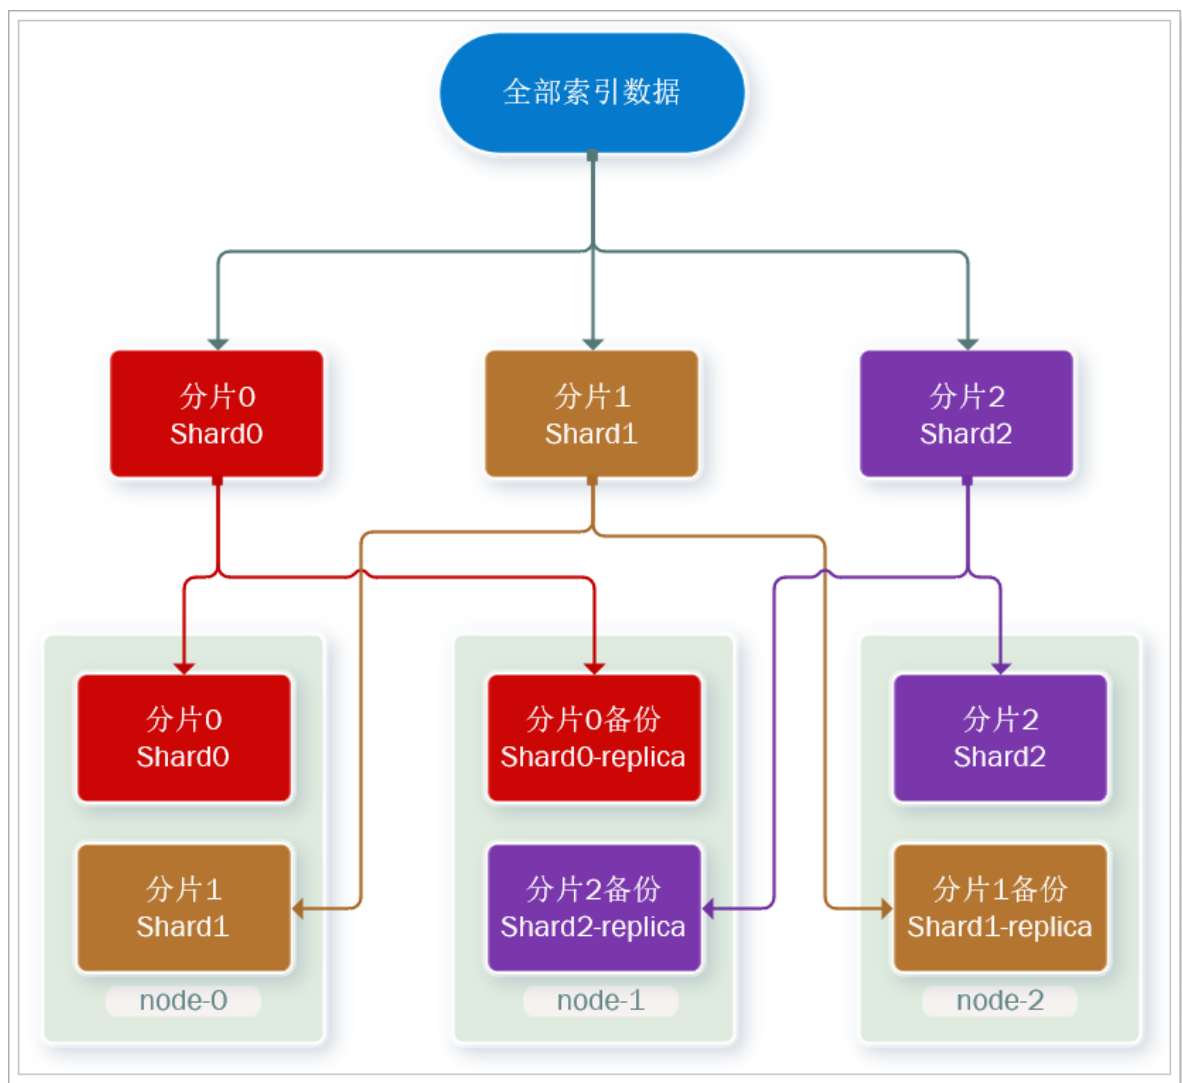 全部索引数据
分片0
Shard0
分片1
Shard1
分片2
Shard2
分片0
Shard0
分片0备份
Shard0-replica
分片2
Shard2
分片1
Shard1
分片2备份
Shard2-replica
分片1备份
Shard1-replica
node-0
node-1
node-2